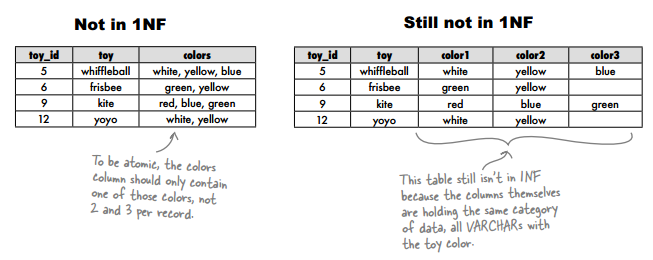 Not in 1NF
toy_id toy colors
5 whiffleball white, yellow, blue
6 frisbee green, yellow
9 kite red, blue, green
12 yoyo white, yellow
To be atomic, the colors
column should only contain
one of those colors, not
2 and 3 per record.
Still not in 1NF
toy_id toy color1 color2 color3
5 whiffleball white yellow blue
6 frisbee green yellow
9 kite red blue green
12 yoyo white yellow
This table still isn't in 1NF
because the columns themselves
are holding the same category
of data, all VARCHARs with
the toy color.